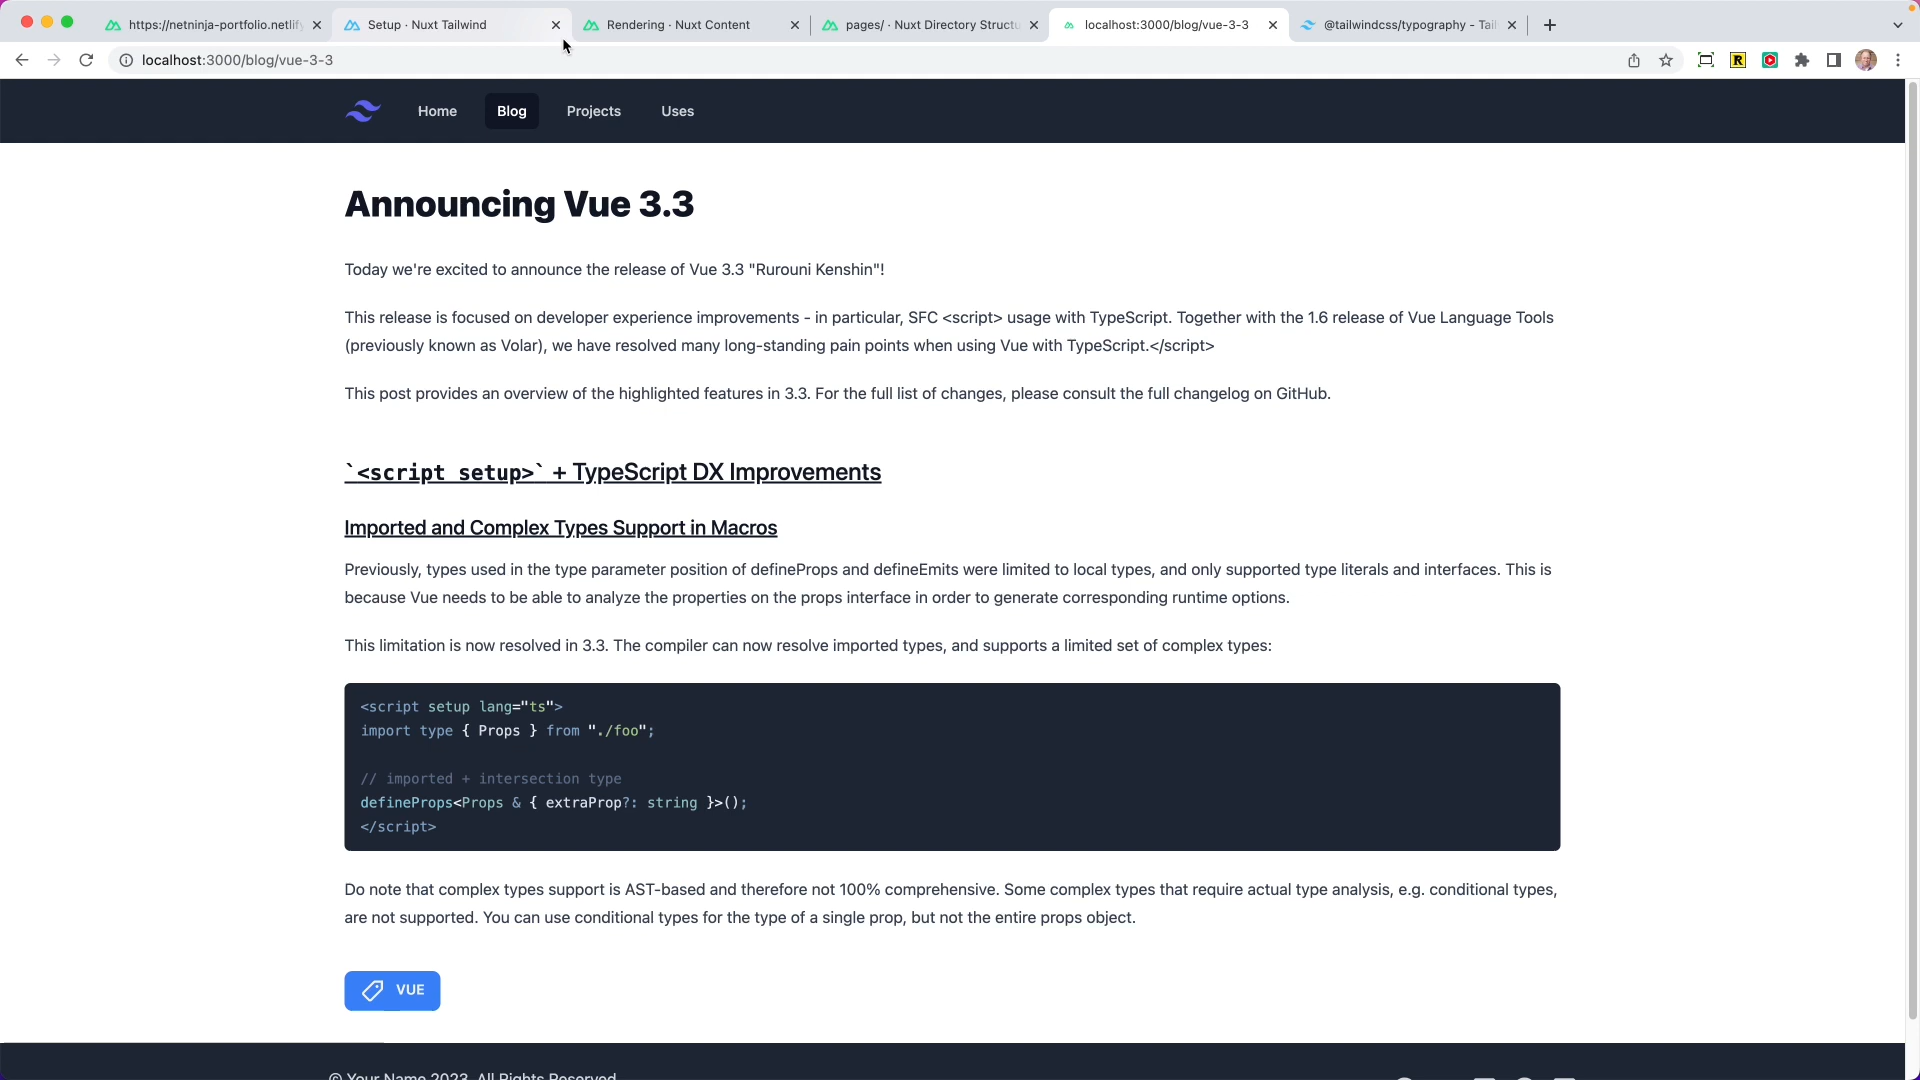 https://netninja-portfolio.netlify
Setup · Nuxt Tailwind
Rendering · Nuxt Content
pages/ · Nuxt Directory Structu
localhost:3000/blog/vue-3-3
@tailwindcss/typography - Tail
localhost:3000/blog/vue-3-3
Home
Blog
Projects
Uses
Announcing Vue 3.3
Today we're excited to announce the release of Vue 3.3 "Rurouni Kenshin"!
This release is focused on developer experience improvements - in particular, SFC <script> usage with TypeScript. Together with the 1.6 release of Vue Language Tools
(previously known as Volar), we have resolved many long-standing pain points when using Vue with TypeScript.</script>
This post provides an overview of the highlighted features in 3.3. For the full list of changes, please consult the full changelog on GitHub.
`<script setup>` + TypeScript DX Improvements
Imported and Complex Types Support in Macros
Previously, types used in the type parameter position of defineProps and defineEmits were limited to local types, and only supported type literals and interfaces. This is
because Vue needs to be able to analyze the properties on the props interface in order to generate corresponding runtime options.
This limitation is now resolved in 3.3. The compiler can now resolve imported types, and supports a limited set of complex types:
<script setup lang="ts">
import type { Props } from "./foo";
// imported + intersection type
defineProps<Props & { extraProp?: string }>();
</script>
Do note that complex types support is AST-based and therefore not 100% comprehensive. Some complex types that require actual type analysis, e.g. conditional types,
are not supported. You can use conditional types for the type of a single prop, but not the entire props object.
VUE
© Your Name 2023. All Rights Reserved